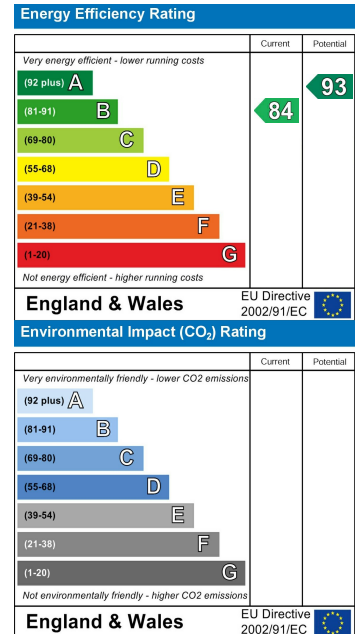 Energy Efficiency Rating
Current Potential
Very energy efficient - lower running costs
(92 plus) A
(81-91) B
(69-80) C
(55-68) D
(39-54) E
(21-38) F
(1-20) G
84
93
Not energy efficient - higher running costs
England & Wales
EU Directive
2002/91/EC
Environmental Impact (CO₂) Rating
Current Potential
Very environmentally friendly - lower CO2 emissions
(92 plus) A
(81-91) B
(69-80) C
(55-68) D
(39-54) E
(21-38) F
(1-20) G
Not environmentally friendly - higher CO2 emissions
England & Wales
EU Directive
2002/91/EC